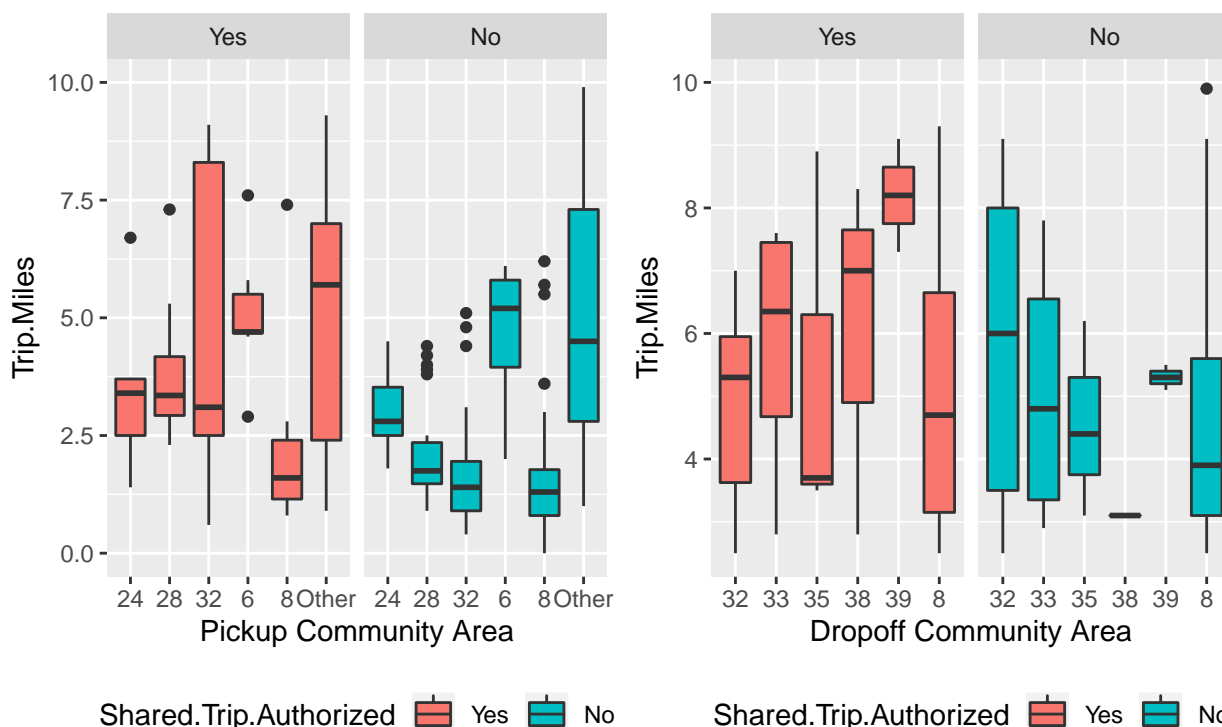 Yes No
10.0
7.5
5.0
2.5
0.0
Trip.Miles
24 28 32 6 8 Other 24 28 32 6 8 Other
Pickup Community Area
Shared.Trip.Authorized Yes No
Yes No
10
8
6
4
Trip.Miles
32 33 35 38 39 8 32 33 35 38 39 8
Dropoff Community Area
Shared.Trip.Authorized Yes No